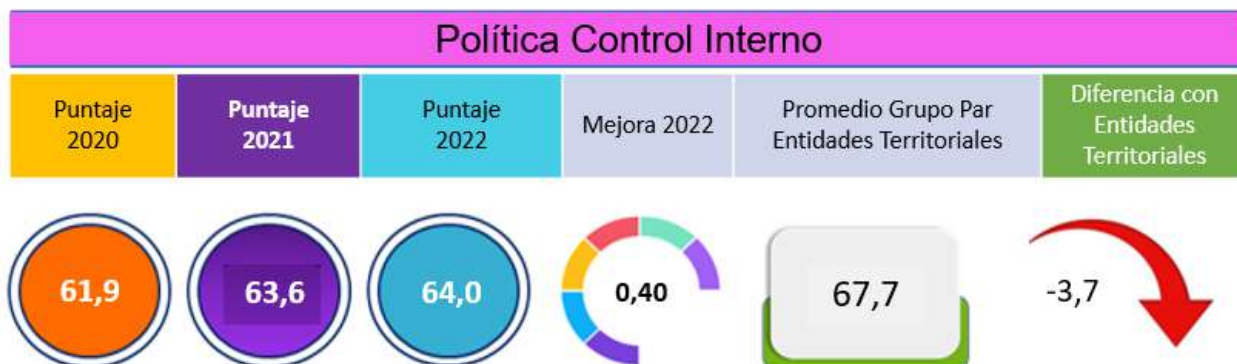 Política Control Interno
Puntaje
2020
Puntaje
2021
Puntaje
2022
Mejora 2022
Promedio Grupo Par
Entidades Territoriales
Diferencia con
Entidades
Territoriales
61,9
63,6
64,0
0,40
67,7
-3,7